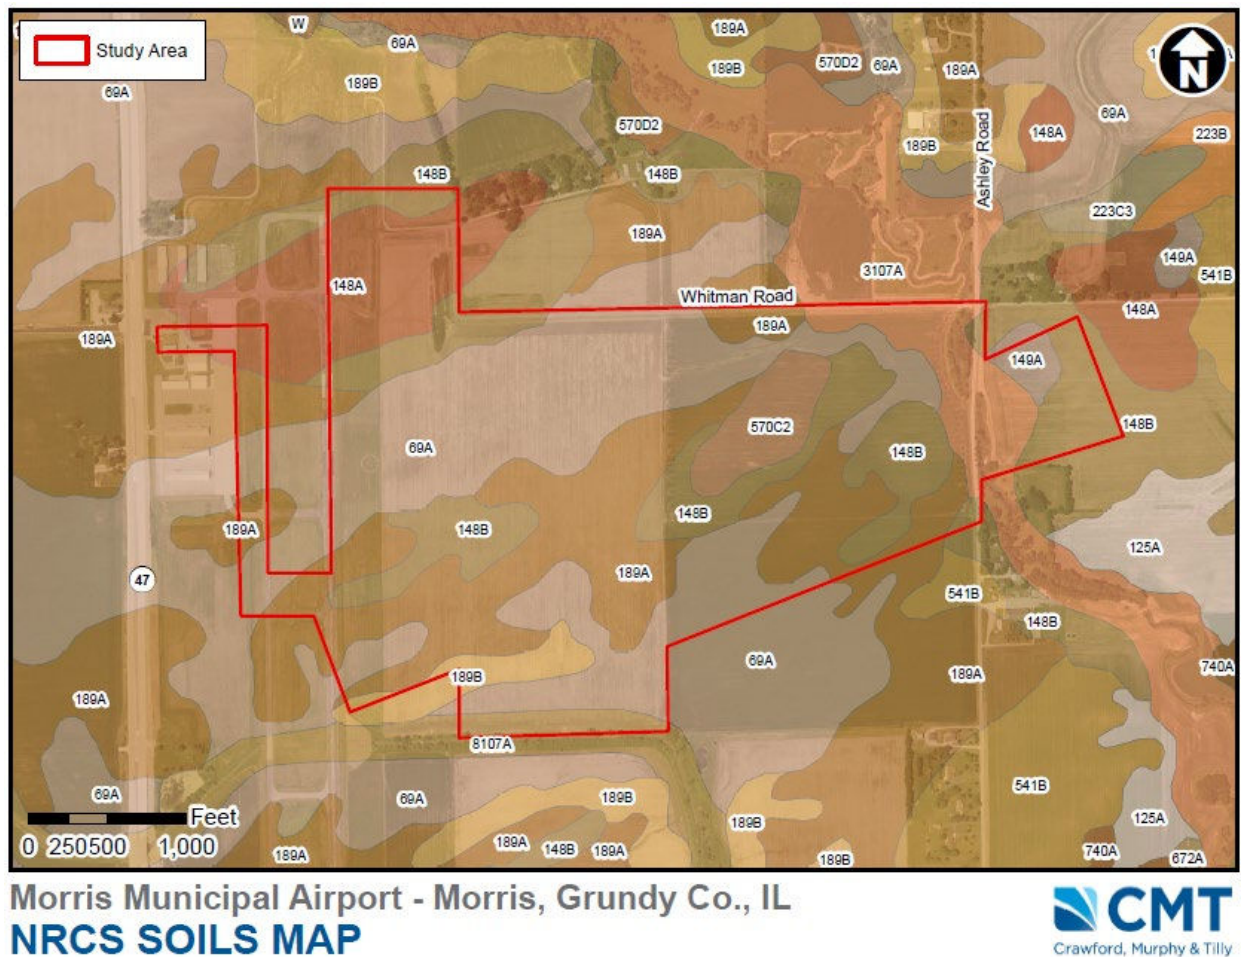 W
69A
189A
Study Area
189B
570D2
69A
189A
189B
69A
570D2
148A
69A
223B
189B
Ashley Road
N
148B
148B
223C3
189A
149A
541B
3107A
148A
Whitman Road
148A
189A
189A
149A
570C2
148B
69A
148B
148B
148B
189A
125A
189A
47
541B
148B
69A
189A
740A
189B
189A
8107A
541B
69A
69A
189B
189B
125A
Feet
0 250500 1,000
189A
189A
148B
189A
189B
740A
672A
Morris Municipal Airport - Morris, Grundy Co., IL
NRCS SOILS MAP
CMT
Crawford, Murphy & Tilly